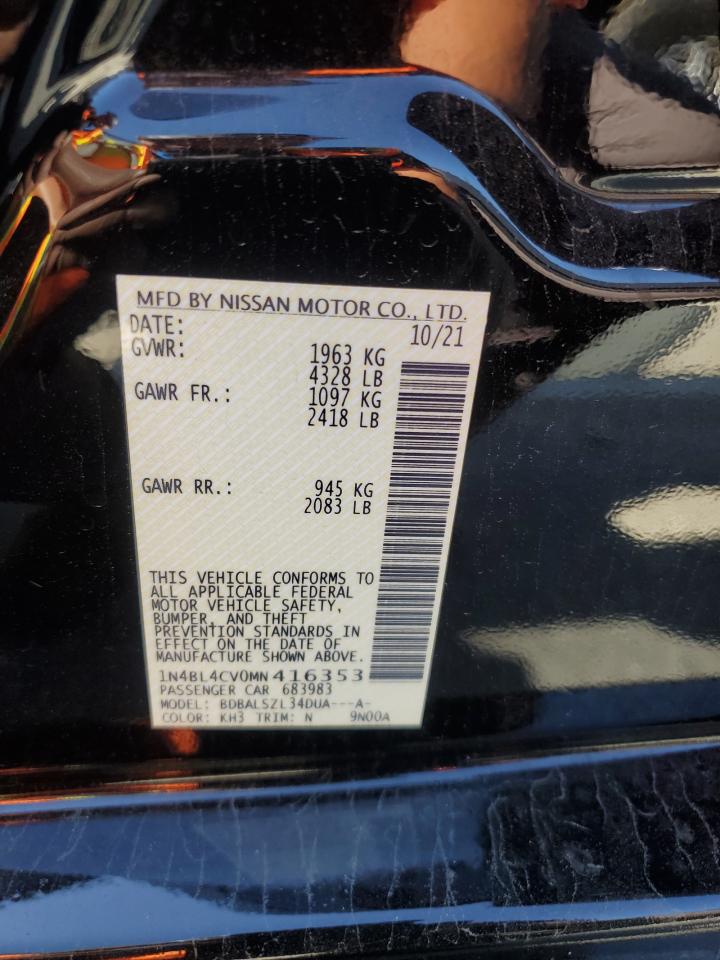 MFD BY NISSAN MOTOR CO., LTD.
DATE: 10/21
GVWR: 1963 KG
4328 LB
GAWR FR.: 1097 KG
2418 LB
GAWR RR.: 945 KG
2083 LB
THIS VEHICLE CONFORMS TO
ALL APPLICABLE FEDERAL
MOTOR VEHICLE SAFETY,
BUMPER, AND THEFT
PREVENTION STANDARDS IN
EFFECT ON THE DATE OF
MANUFACTURE SHOWN ABOVE.
1N4BL4CV0MN416353
PASSENGER CAR 683983
MODEL: BDBALSZL34DUA---A-
COLOR: KH3 TRIM: N 9N00A